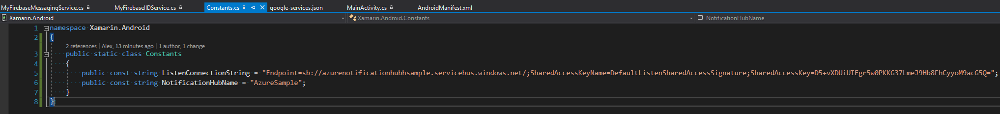 MyFirebaseMessagingService.cs MyFirebaseIIDService.cs Constants.cs google-services.json MainActivity.cs AndroidManifest.xml
Xamarin.Android Xamarin.Android.Constants NotificationHubName
1 namespace Xamarin.Android
2 {
2 references | Alex, 13 minutes ago | 1 author, 1 change
3 public static class Constants
4 {
5 public const string ListenConnectionString = "Endpoint=sb://azurenotificationhubhsample.servicebus.windows.net/;SharedAccessKeyName=DefaultListenSharedAccessSignature;SharedAccessKey=D5+vXDUiUIEgr5w0PKKG37LmeJ9Hb8FhCyyoM9acG5Q=";
6 public const string NotificationHubName = "AzureSample";
7 }
8 }